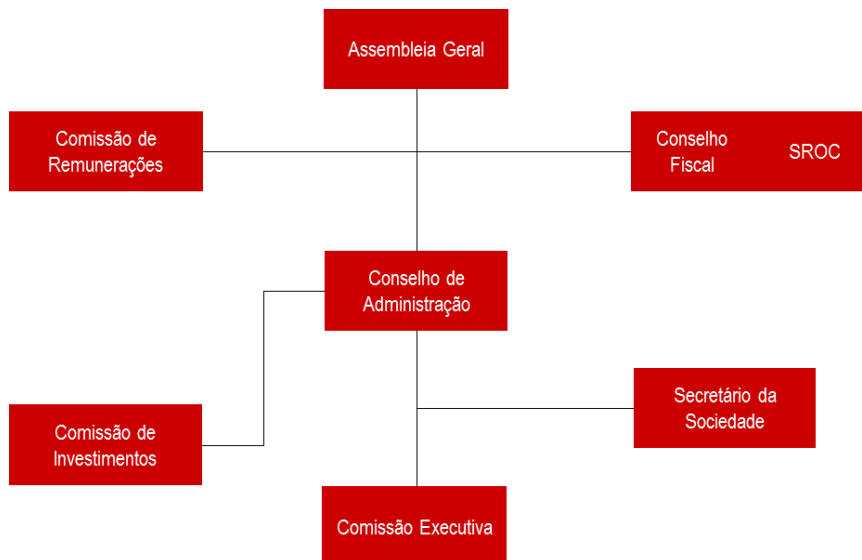 Assembleia Geral
Comissão de
Remunerações
Conselho
Fiscal
SROC
Conselho de
Administração
Secretário da
Sociedade
Comissão de
Investimentos
Comissão Executiva